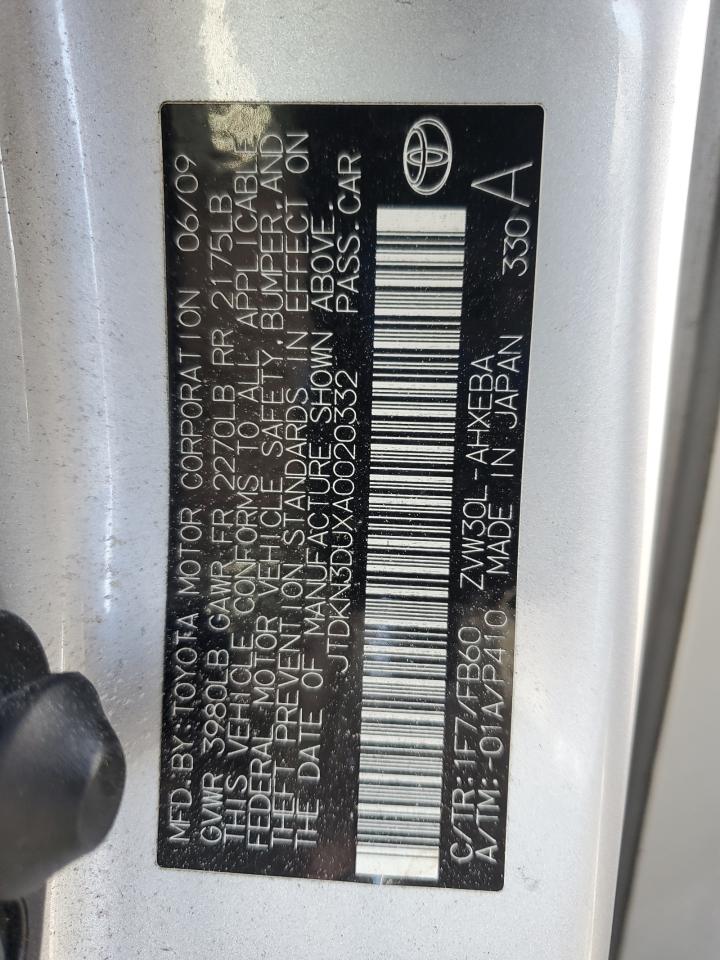 MFD.BY:TOYOTA MOTOR CORPORATION 06/09
GVWR 3980LB GAWR FR 2270LB RR 2175LB
THIS VEHICLE CONFORMS TO ALL APPLICABLE
FEDERAL MOTOR VEHICLE SAFETY,BUMPER,AND
THEFT PREVENTION STANDARDS IN EFFECT ON
THE DATE OF MANUFACTURE SHOWN ABOVE.
JTDKN3DUXA0020332 PASS.CAR
C/TR:1F7/FB60 ZVW30L-AHXEBA
A/TM:-01A/P410 MADE IN JAPAN 330 A